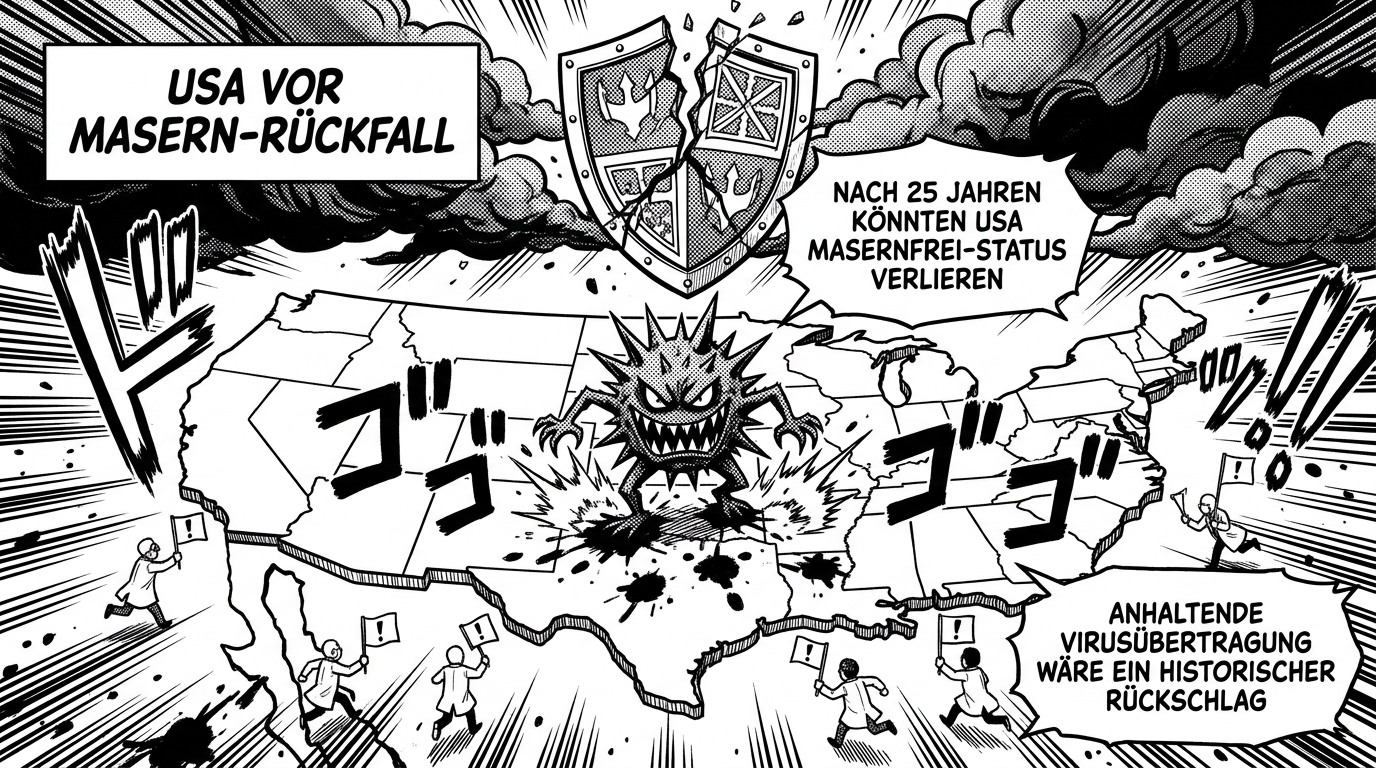 USA VOR
MASERN-RÜCKFALL
NACH 25 JAHREN
KÖNNTEN USA
MASERNFREI-STATUS
VERLIEREN
ド
ゴゴ
ゴゴ
!!
!
!
!
!
!
!
ANHALTENDE
VIRUSÜBERTRAGUNG
WÄRE EIN HISTORISCHER
RÜCKSCHLAG